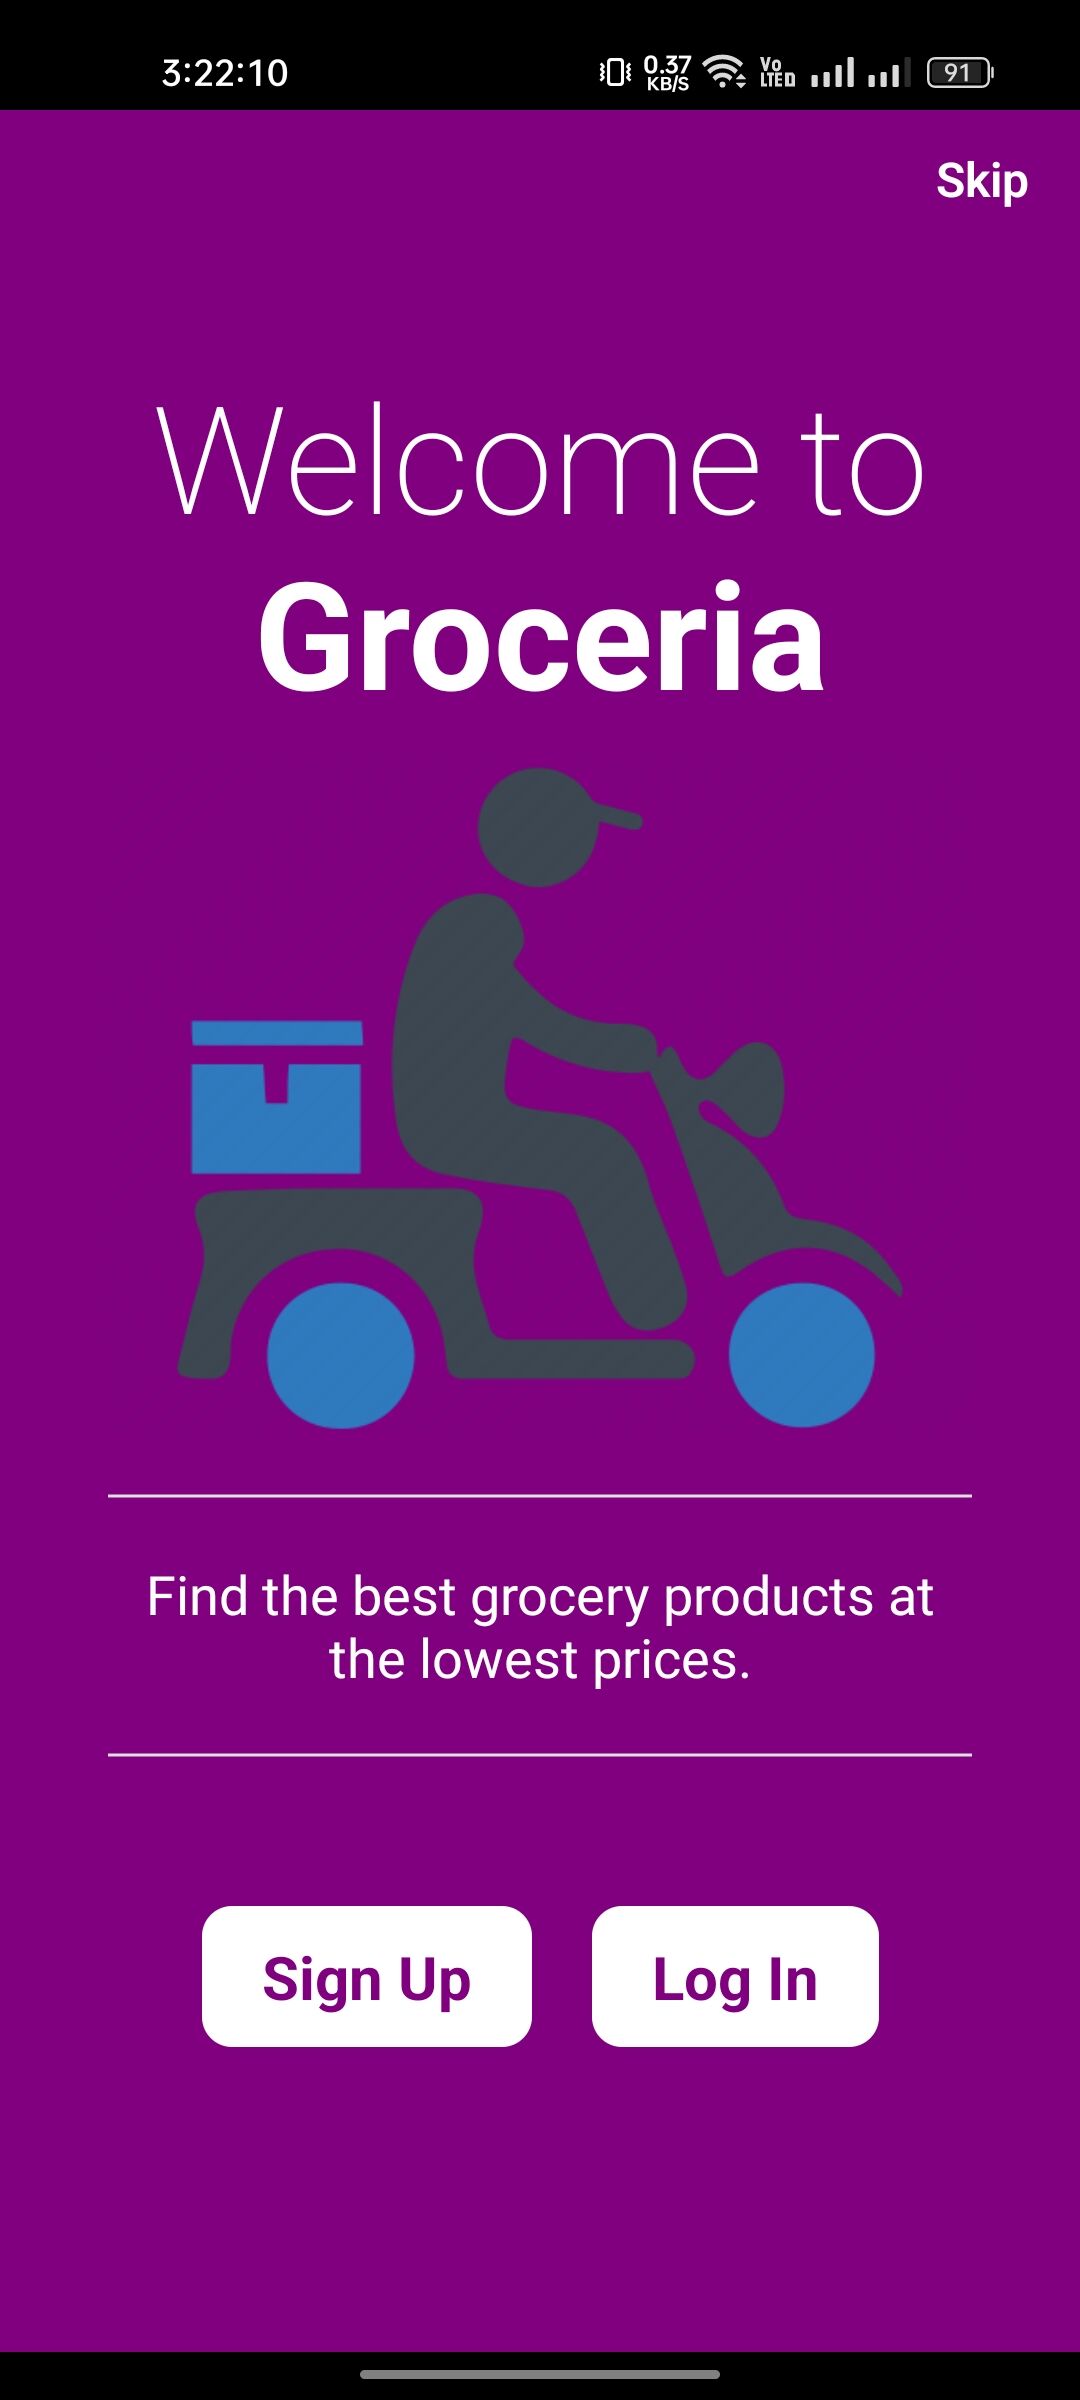 3:22:10
0.37
KB/S
Vo
LTE
91
Skip
Welcome to
Groceria
Find the best grocery products at
the lowest prices.
Sign Up
Log In